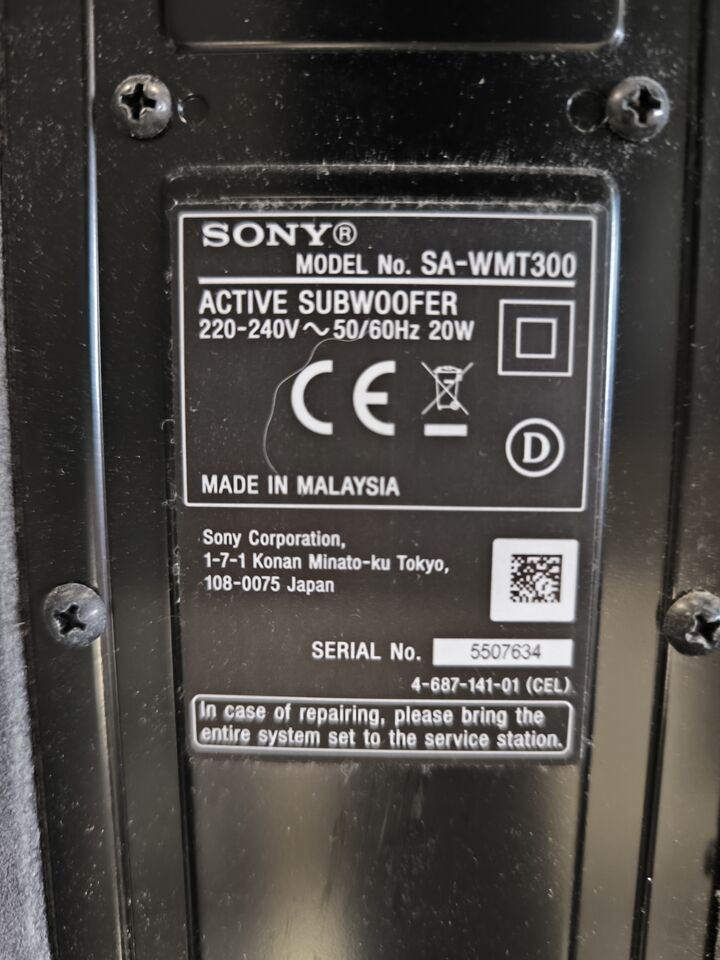 SONY®
MODEL No. SA-WMT300
ACTIVE SUBWOOFER
220-240V ~ 50/60Hz 20W
CE
D
MADE IN MALAYSIA
Sony Corporation,
1-7-1 Konan Minato-ku Tokyo,
108-0075 Japan
SERIAL No. 5507634
4-687-141-01 (CEL)
In case of repairing, please bring the
entire system set to the service station.